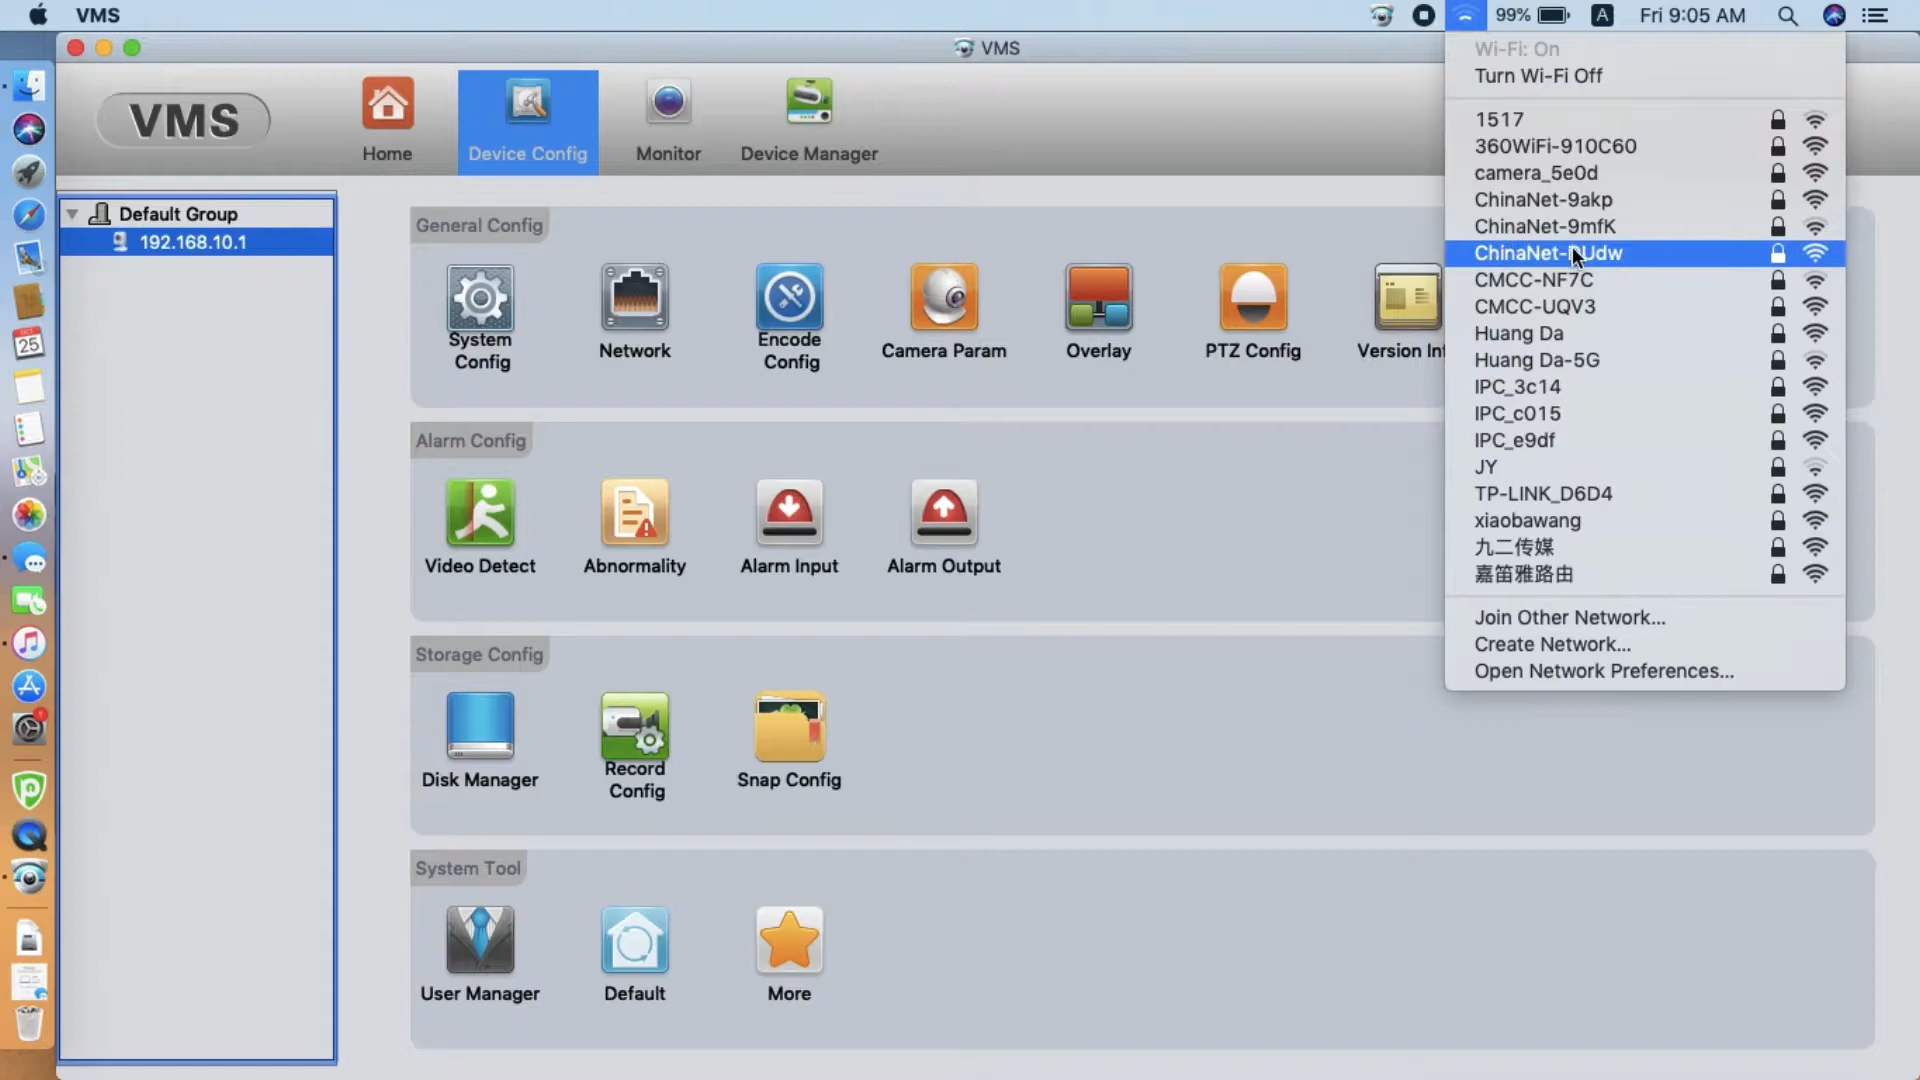 VMS
99%
A
Fri 9:05 AM
VMS
VMS
Home
Device Config
Monitor
Device Manager
Default Group
192.168.10.1
General Config
System Config
Network
Encode Config
Camera Param
Overlay
PTZ Config
Version Inf
Alarm Config
Video Detect
Abnormality
Alarm Input
Alarm Output
Storage Config
Disk Manager
Record Config
Snap Config
System Tool
User Manager
Default
More
Wi-Fi: On
Turn Wi-Fi Off
1517
360WiFi-910C60
camera_5e0d
ChinaNet-9akp
ChinaNet-9mfK
CMCC-NF7C
CMCC-UQV3
Huang Da
Huang Da-5G
IPC_3c14
IPC_c015
IPC_e9df
JY
TP-LINK_D6D4
xiaobawang
九二传媒
嘉笛雅路由
Join Other Network...
Create Network...
Open Network Preferences...
25